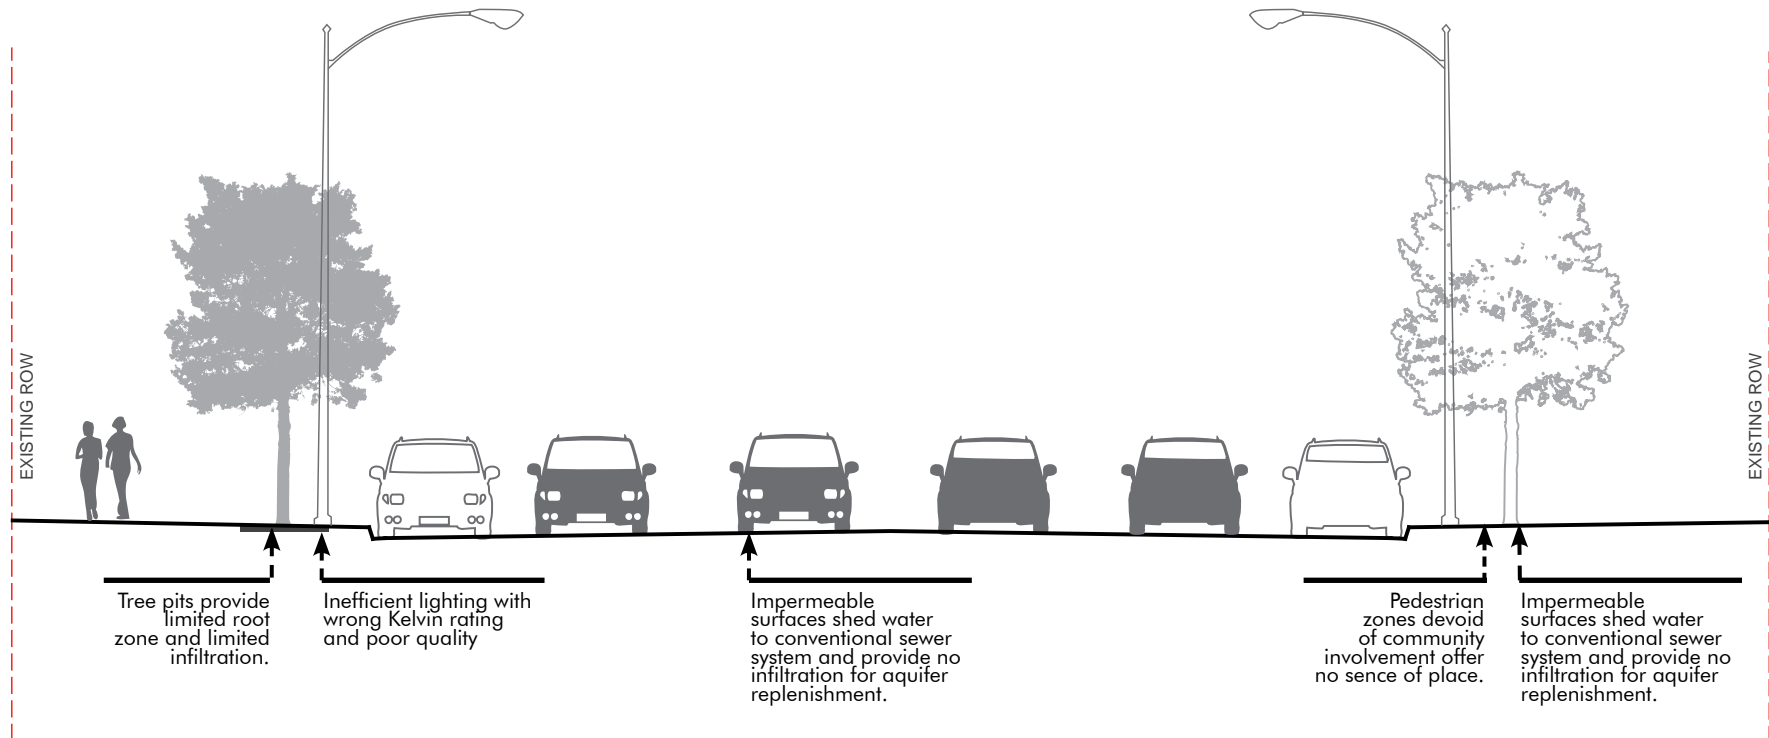 EXISTING ROW
EXISTING ROW
Tree pits provide
limited root
zone and limited
infiltration.
Inefficient lighting with
wrong Kelvin rating
and poor quality
Impermeable
surfaces shed water
to conventional sewer
system and provide no
infiltration for aquifer
replenishment.
Pedestrian
zones devoid
of community
involvement offer
no sence of place.
Impermeable
surfaces shed water
to conventional sewer
system and provide no
infiltration for aquifer
replenishment.